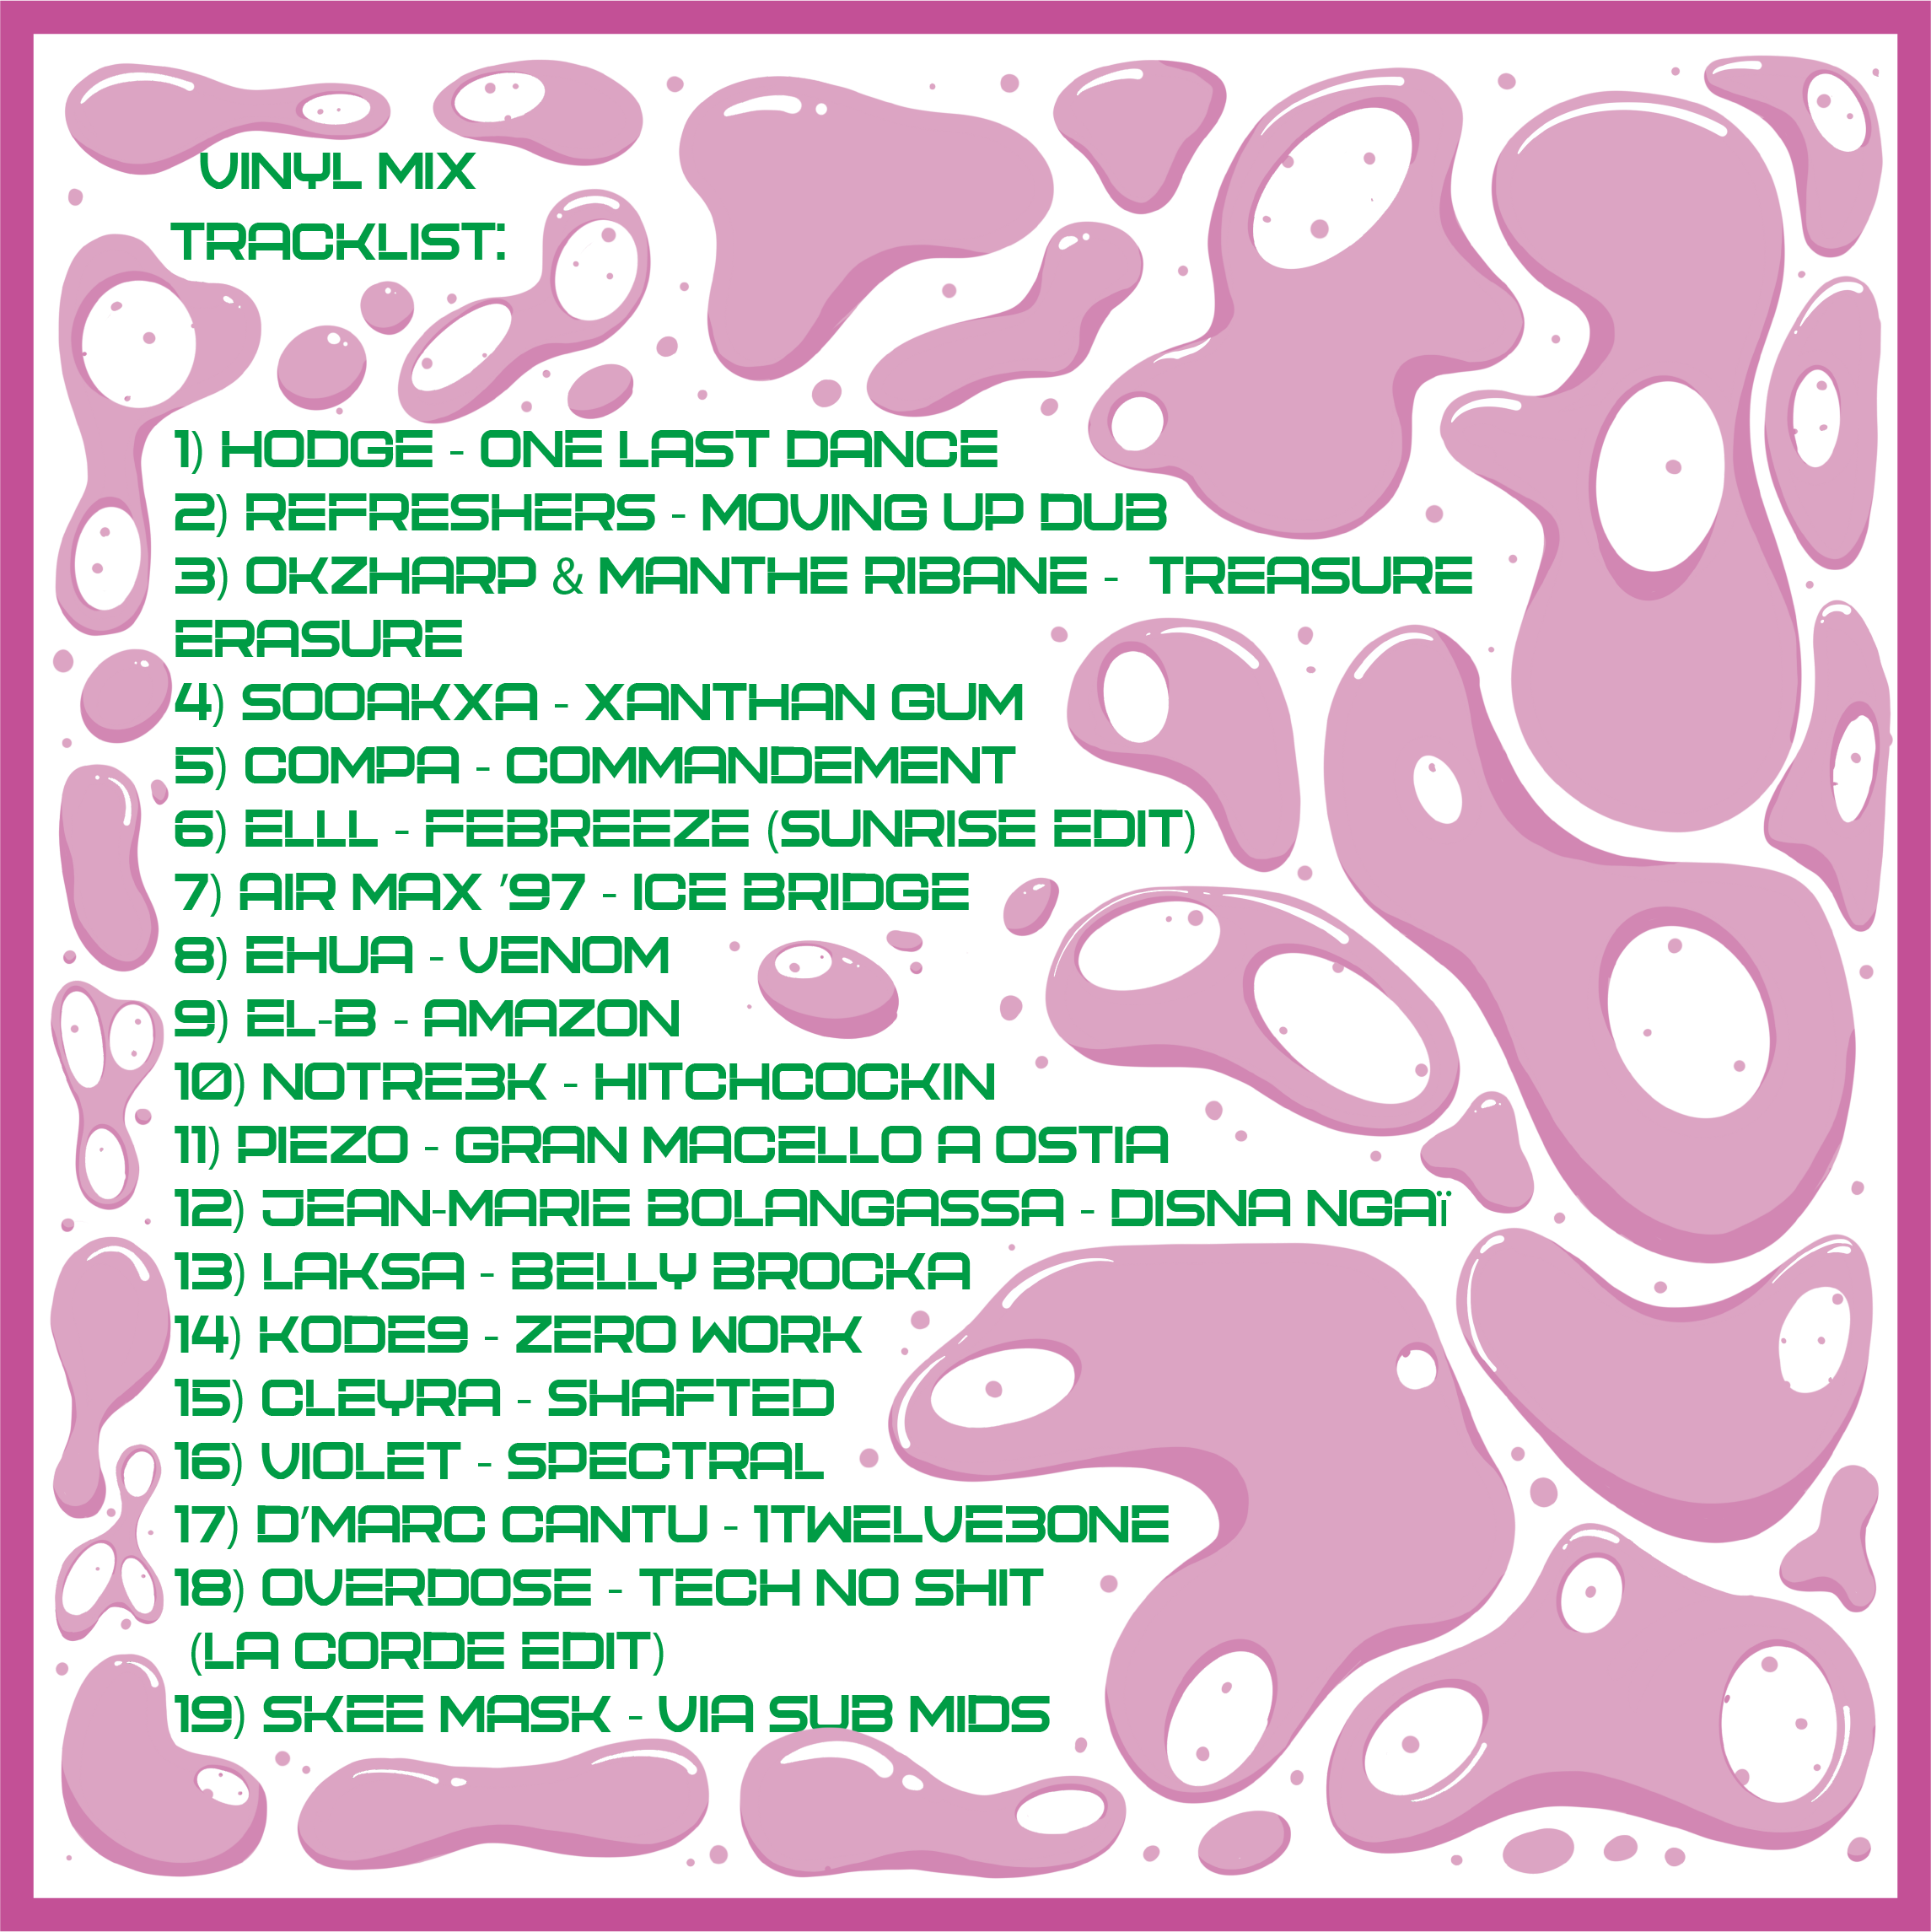 VINYL MIX
TRACKLIST:
1) HODGE - ONE LAST DANCE
2) REFRESHERS - MOVING UP DUB
3) OKZHARP & MANTHE RIBANE -  TREASURE
ERASURE
4) SOOAKXA - XANTHAN GUM
5) COMPA - COMMANDEMENT
6) ELLL - FEBREEZE (SUNRISE EDIT)
7) AIR MAX '97 - ICE BRIDGE
8) EHUA - VENOM
9) EL-B - AMAZON
10) NOTRE3K - HITCHCOCKIN
11) PIEZO - GRAN MACELLO A OSTIA
12) JEAN-MARIE BOLANGASSA - DISNA NGAï
13) LAKSA - BELLY BROCKA
14) KODE9 - ZERO WORK
15) CLEYRA - SHAFTED
16) VIOLET - SPECTRAL
17) D'MARC CANTU - 1TWELVE3ONE
18) OVERDOSE - TECH NO SHIT
(LA CORDE EDIT)
19) SKEE MASK - VIA SUB MIDS